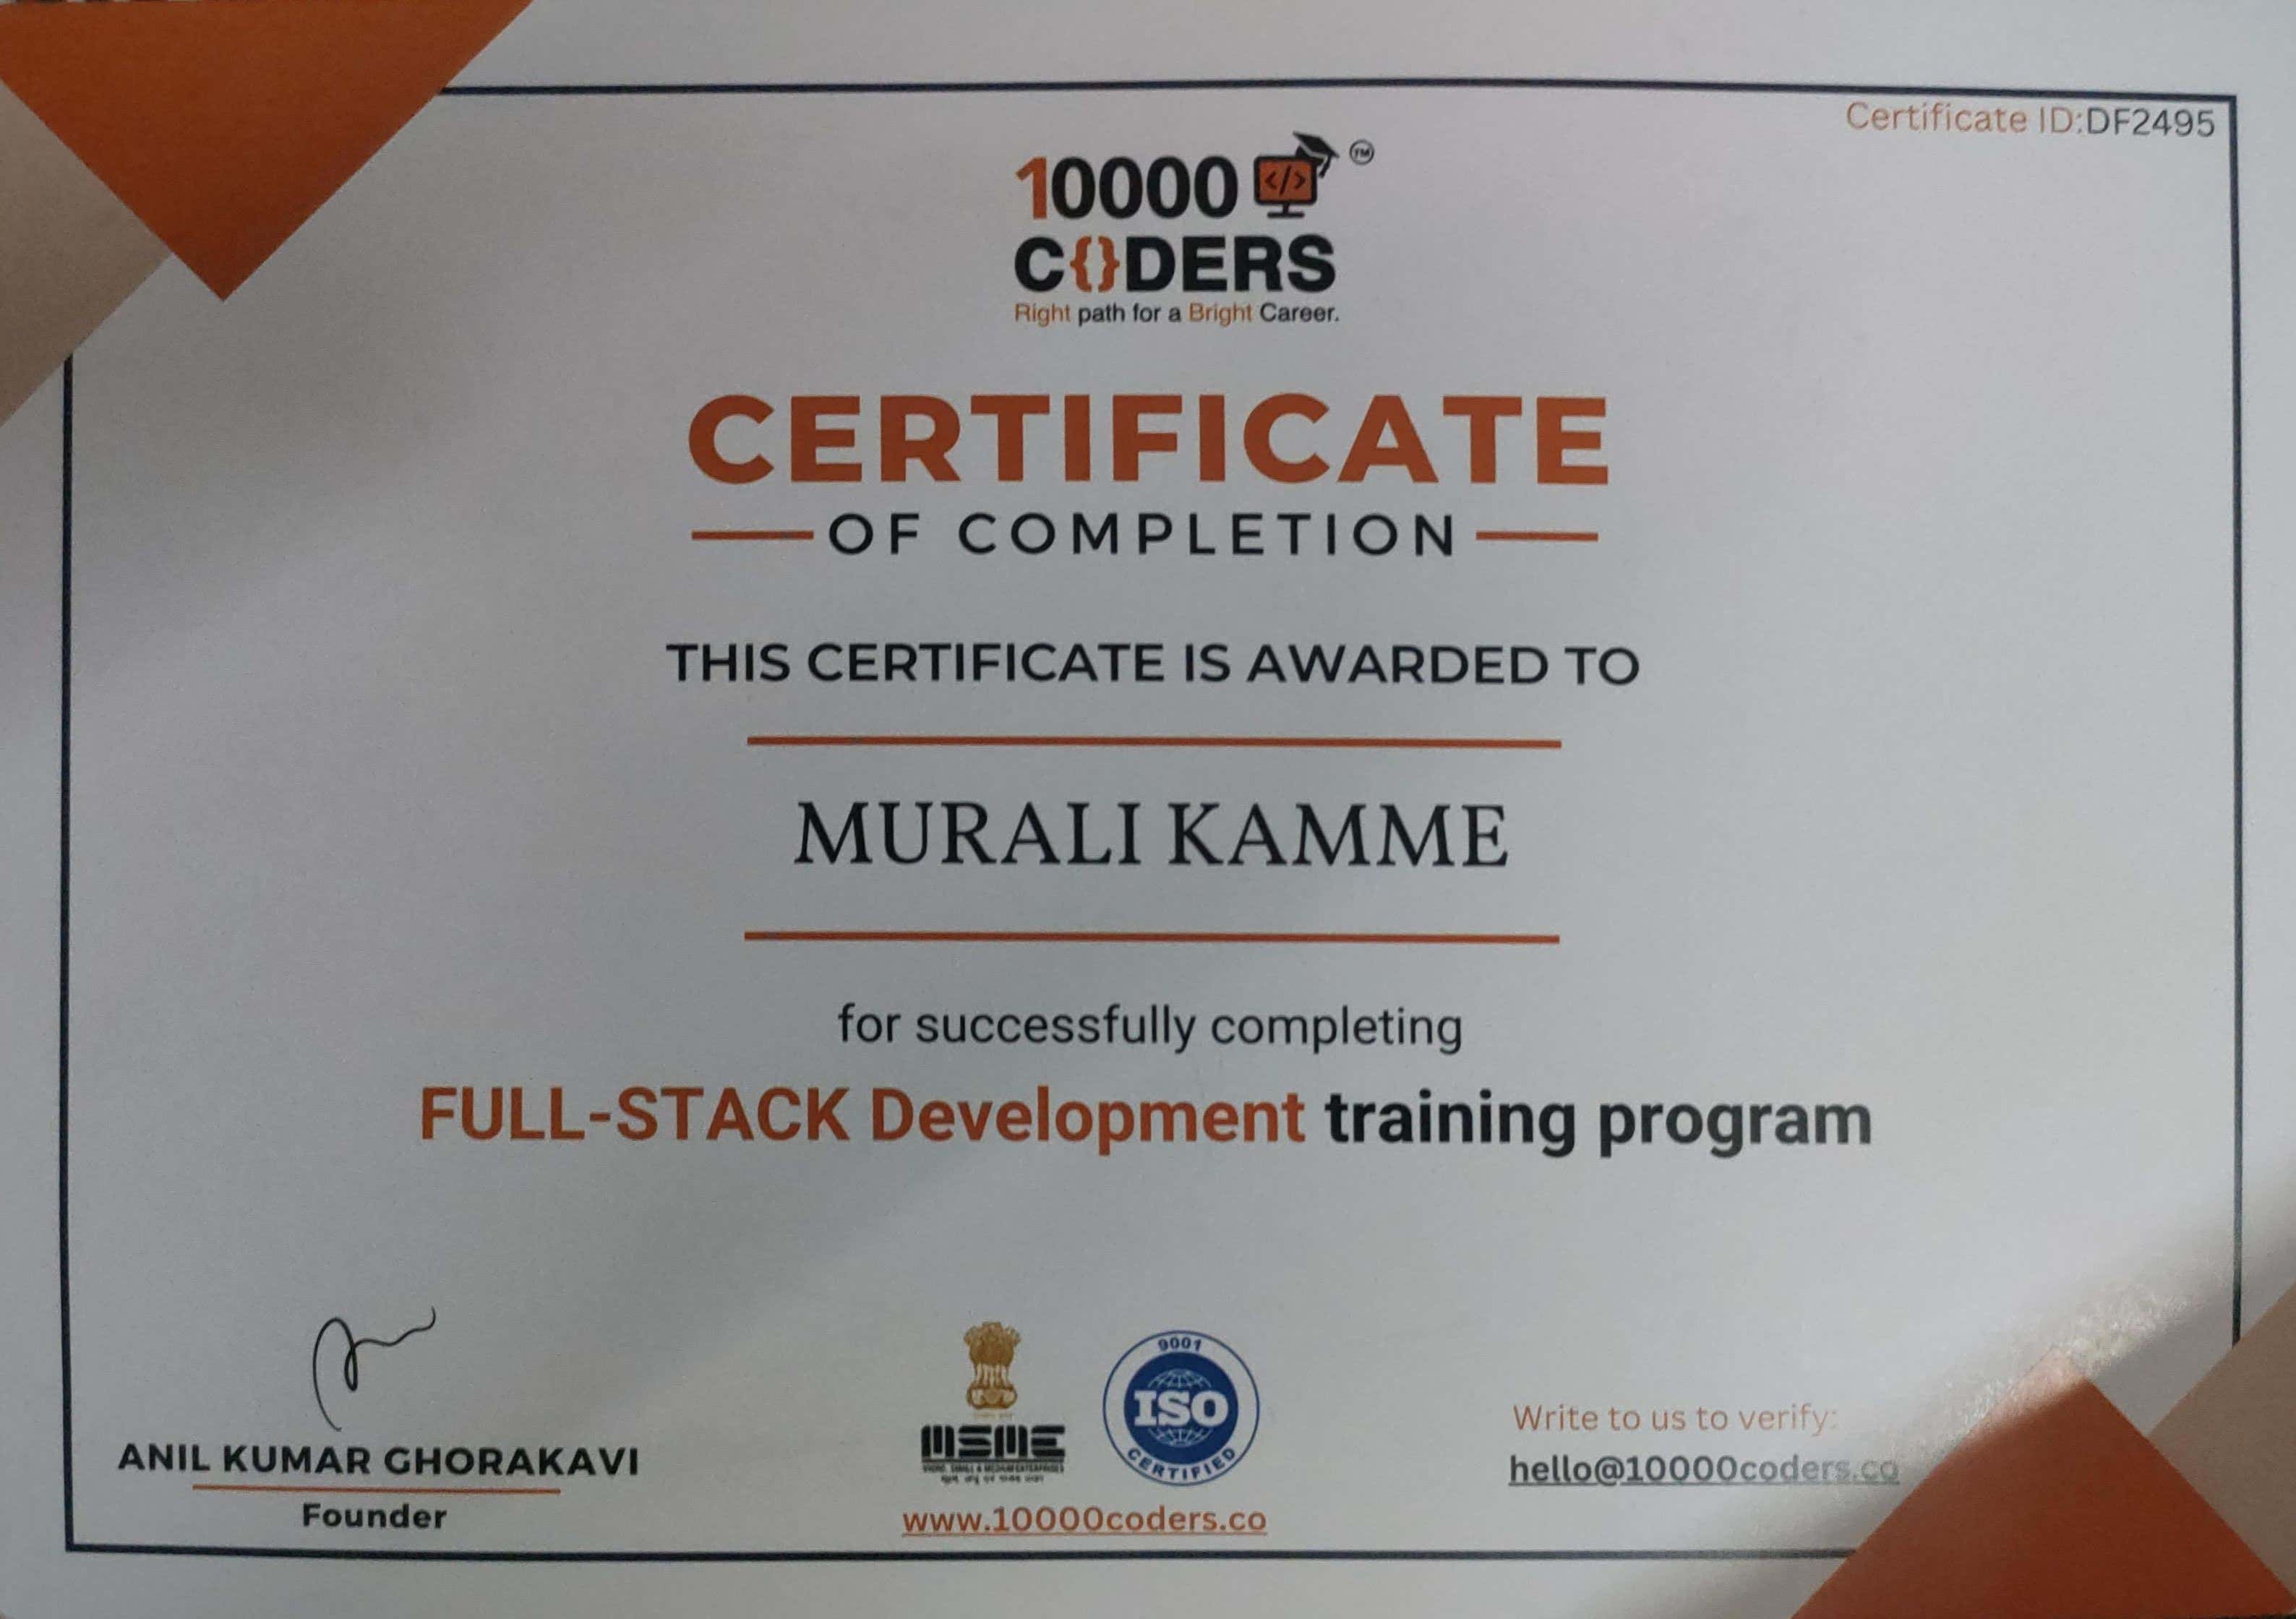 Certificate ID:DF2495
10000
C{}DERS
Right path for a Bright Career.
CERTIFICATE
OF COMPLETION
THIS CERTIFICATE IS AWARDED TO
MURALI KAMME
for successfully completing
FULL-STACK Development training program
ANIL KUMAR GHORAKAVI
Founder
MSME
9001
ISO
CERTIFIED
www.10000coders.co
Write to us to verify:
hello@10000coders.co